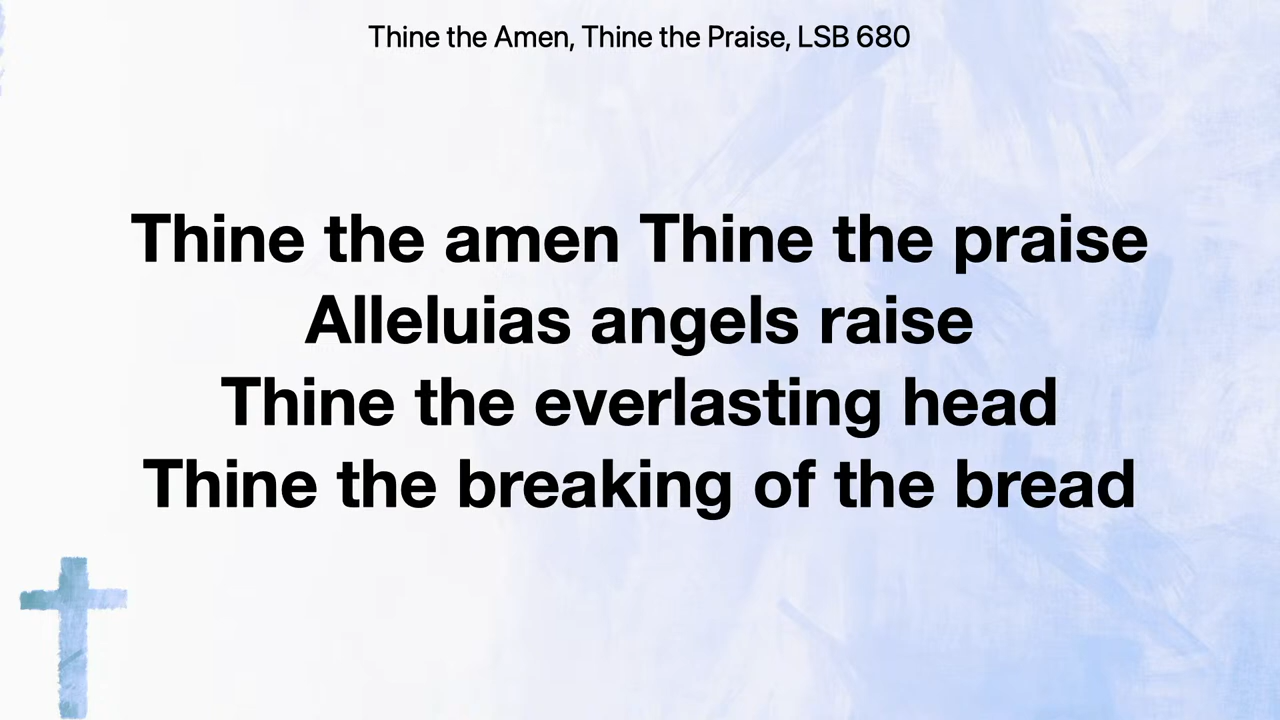 Thine the Amen, Thine the Praise, LSB 680
Thine the amen Thine the praise
Alleluias angels raise
Thine the everlasting head
Thine the breaking of the bread